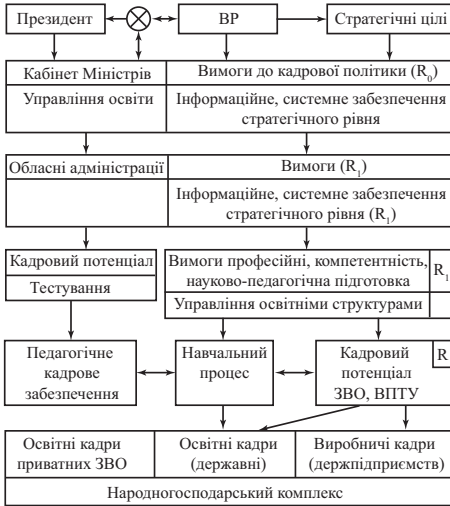 Президент
ВР
Стратегічні цілі
Кабінет Міністрів
Вимоги до кадрової політики (R₀)
Управління освіти
Інформаційне, системне забезпечення
стратегічного рівня
Обласні адміністрації
Вимоги (R₁)
Інформаційне, системне забезпечення
стратегічного рівня (R₁)
Кадровий потенціал
Тестування
Вимоги професійні, компетентність,
науково-педагогічна підготовка
R₁
Управління освітніми структурами
Педагогічне
кадрове
забезпечення
Навчальний
процес
Кадровий
потенціал
ЗВО, ВПТУ
R
Освітні кадри
приватних ЗВО
Освітні кадри
(державні)
Виробничі кадри
(держпідприємств)
Народногосподарський комплекс